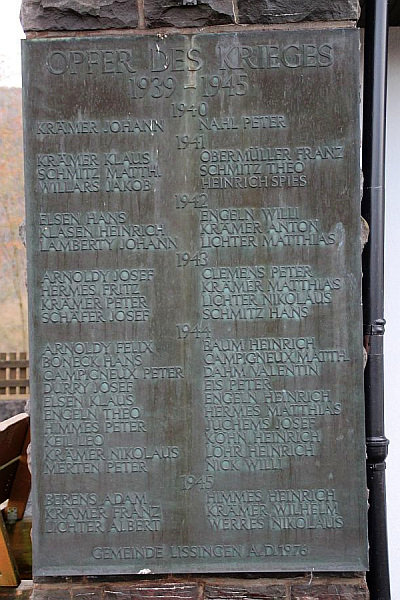 OPFER DES KRIEGES
1939 - 1945
1940
KRÄMER JOHANN NAHL PETER
1941
KRÄMER KLAUS OBERMÜLLER FRANZ
SCHMITZ MATTH. SCHMITZ THEO
WILLARS JAKOB HEINRICH SPIES
1942
ELSEN HANS ENGELN WILLI
KLASEN HEINRICH KRÄMER ANTON
LAMBERTY JOHANN LICHTER MATTHIAS
1943
ARNOLDY JOSEF CLEMENS PETER
HERMES FRITZ KRÄMER MATTHIAS
KRÄMER PETER LICHTER NIKOLAUS
SCHÄFER JOSEF SCHMITZ HANS
1944
ARNOLDY FELIX BAUM HEINRICH
BONECK HANS CAMPIGNEUX MATTH.
CAMPIGNEUX PETER DAHM VALENTIN
DÜRRY JOSEF EIS PETER
ELSEN KLAUS ENGELN HEINRICH
ENGELN THEO HERMES MATTHIAS
HIMMES PETER JUCHEMS JOSEF
KEIL LEO KÖHN HEINRICH
KRÄMER NIKOLAUS LOHR HEINRICH
MERTEN PETER NICK WILLI
1945
BERENS ADAM HIMMES HEINRICH
KRÄMER FRANZ KRÄMER WILHELM
LICHTER ALBERT WERRES NIKOLAUS
GEMEINDE LISSINGEN A.D. 1976